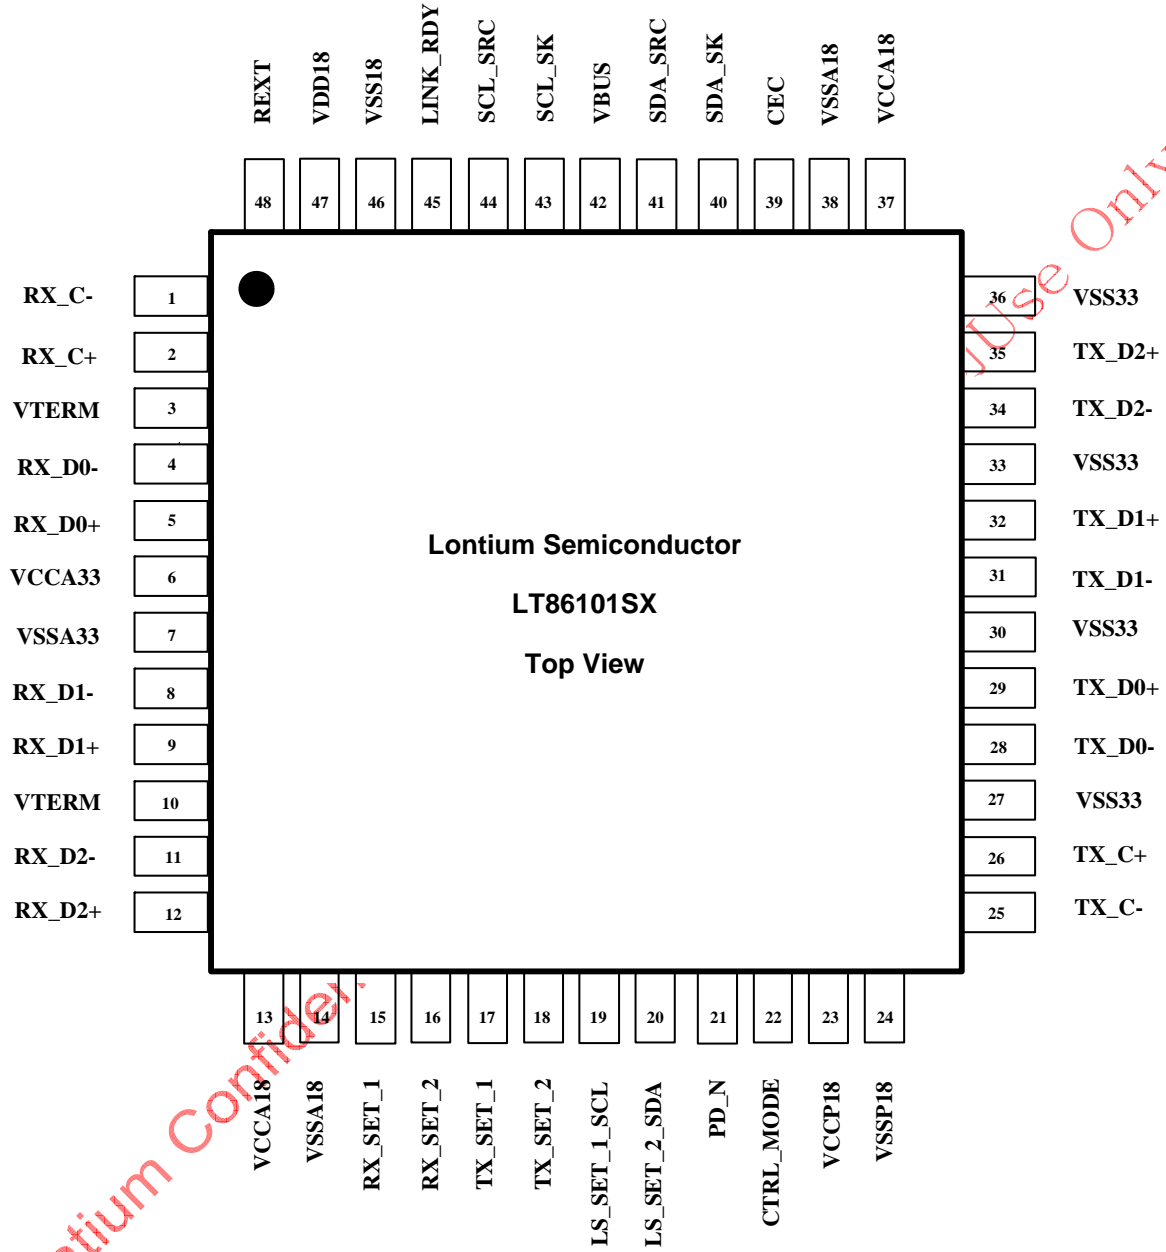 REXT
VDD18
VSS18
LINK_RDY
SCL_SRC
SCL_SK
VBUS
SDA_SRC
SDA_SK
CEC
VSSA18
VCCA18
48
47
46
45
44
43
42
41
40
39
38
37
RX_C- 1
RX_C+ 2
VTERM 3
RX_D0- 4
RX_D0+ 5
VCCA33 6
VSSA33 7
RX_D1- 8
RX_D1+ 9
VTERM 10
RX_D2- 11
RX_D2+ 12
Lontium Semiconductor
LT86101SX
Top View
36 VSS33
35 TX_D2+
34 TX_D2-
33 VSS33
32 TX_D1+
31 TX_D1-
30 VSS33
29 TX_D0+
28 TX_D0-
27 VSS33
26 TX_C+
25 TX_C-
13
14
15
16
17
18
19
20
21
22
23
24
VCCA18
VSSA18
RX_SET_1
RX_SET_2
TX_SET_1
TX_SET_2
LS_SET_1_SCL
LS_SET_2_SDA
PD_N
CTRL_MODE
VCCP18
VSSP18
Use Only